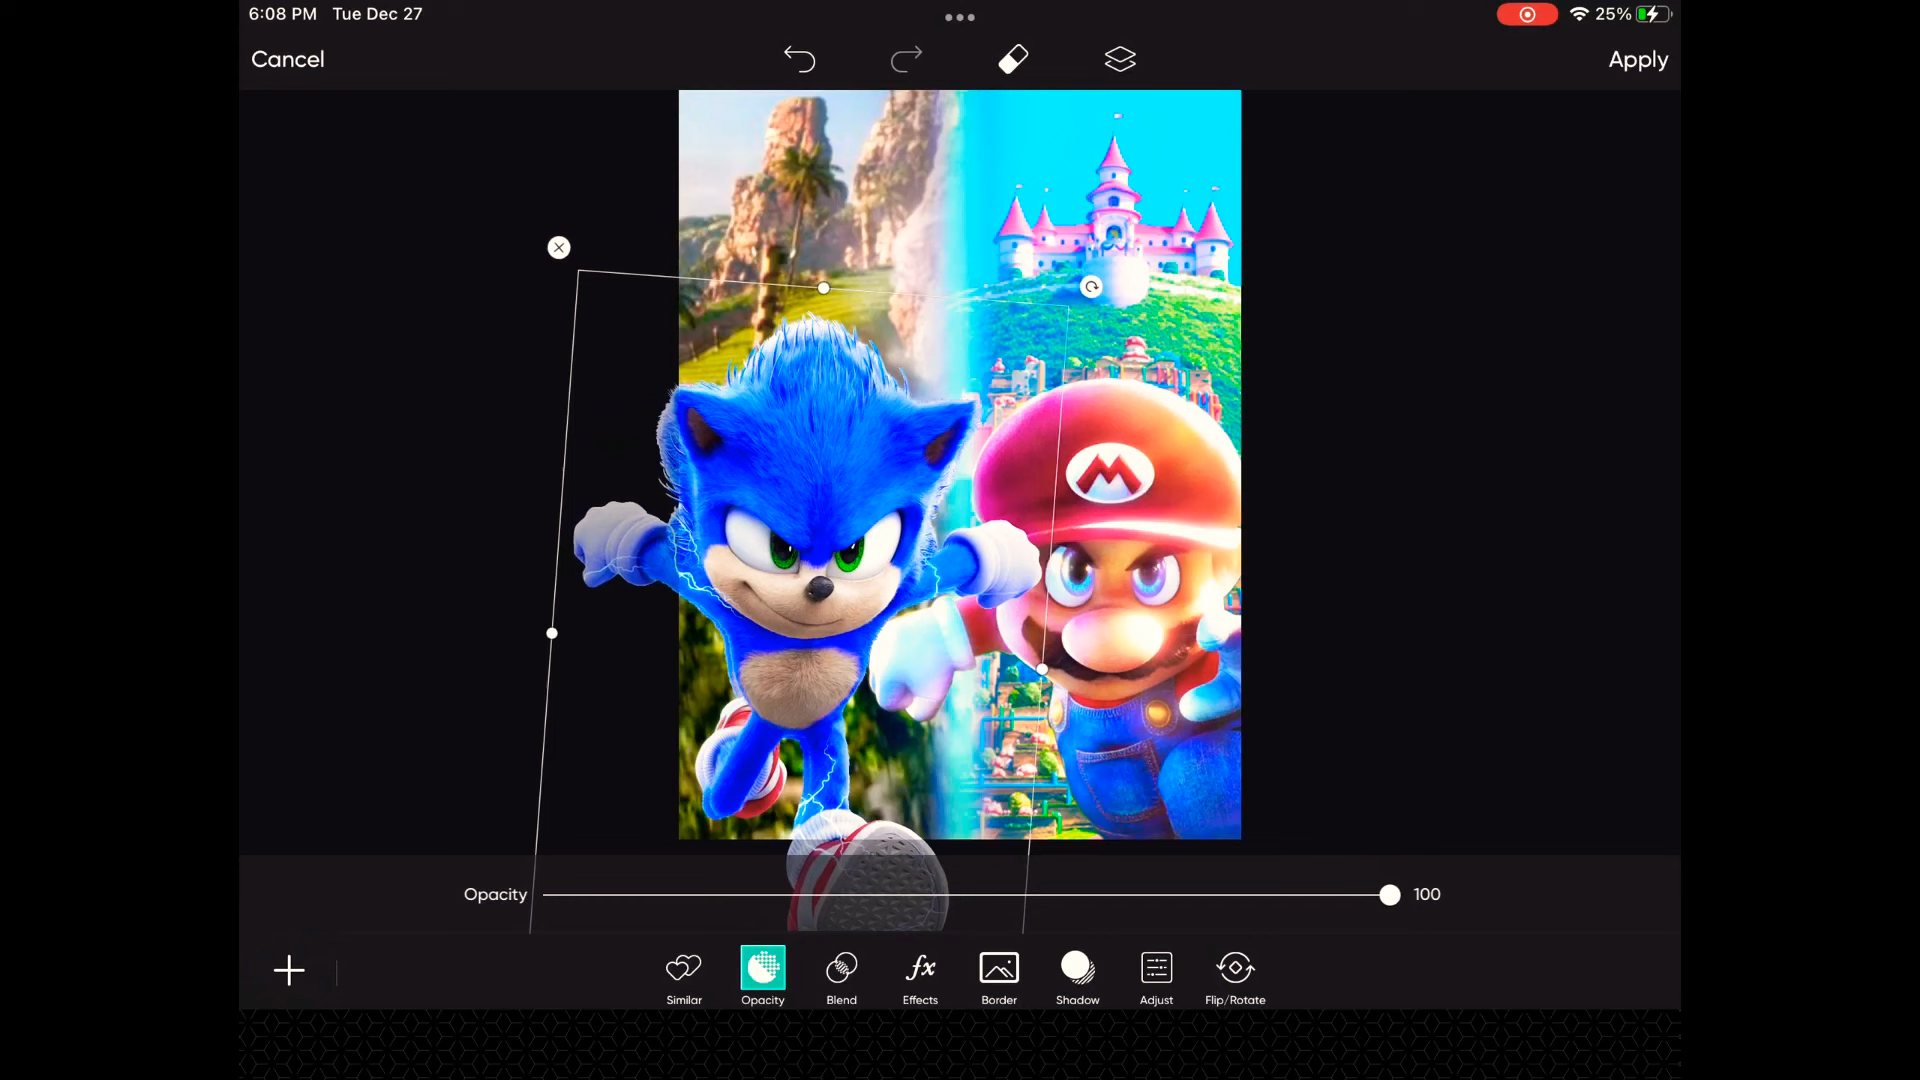 6:08 PM Tue Dec 27
25%
Cancel
Apply
M
Opacity
100
Similar
Opacity
Blend
fx
Effects
Border
Shadow
Adjust
Flip/Rotate